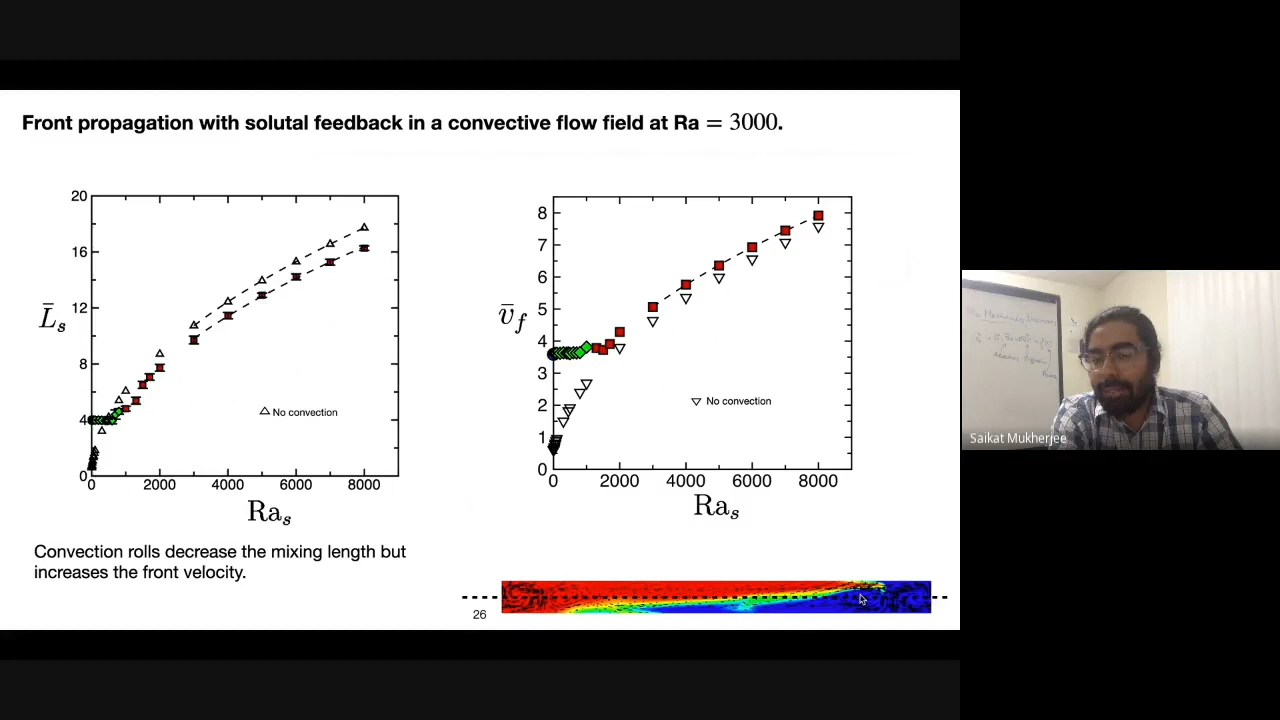 Front propagation with solutal feedback in a convective flow field at Ra = 3000.
20
16
12
8
4
0
L̄ₛ
0 2000 4000 6000 8000
Raₛ
△ No convection
8
7
6
5
4
3
2
1
0
v̄_f
0 2000 4000 6000 8000
Raₛ
▽ No convection
Convection rolls decrease the mixing length but
increases the front velocity.
26
Saikat Mukherjee